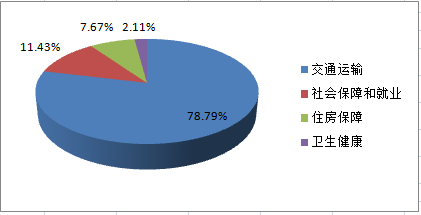 7.67%
2.11%
11.43%
78.79%
交通运输
社会保障和就业
住房保障
卫生健康